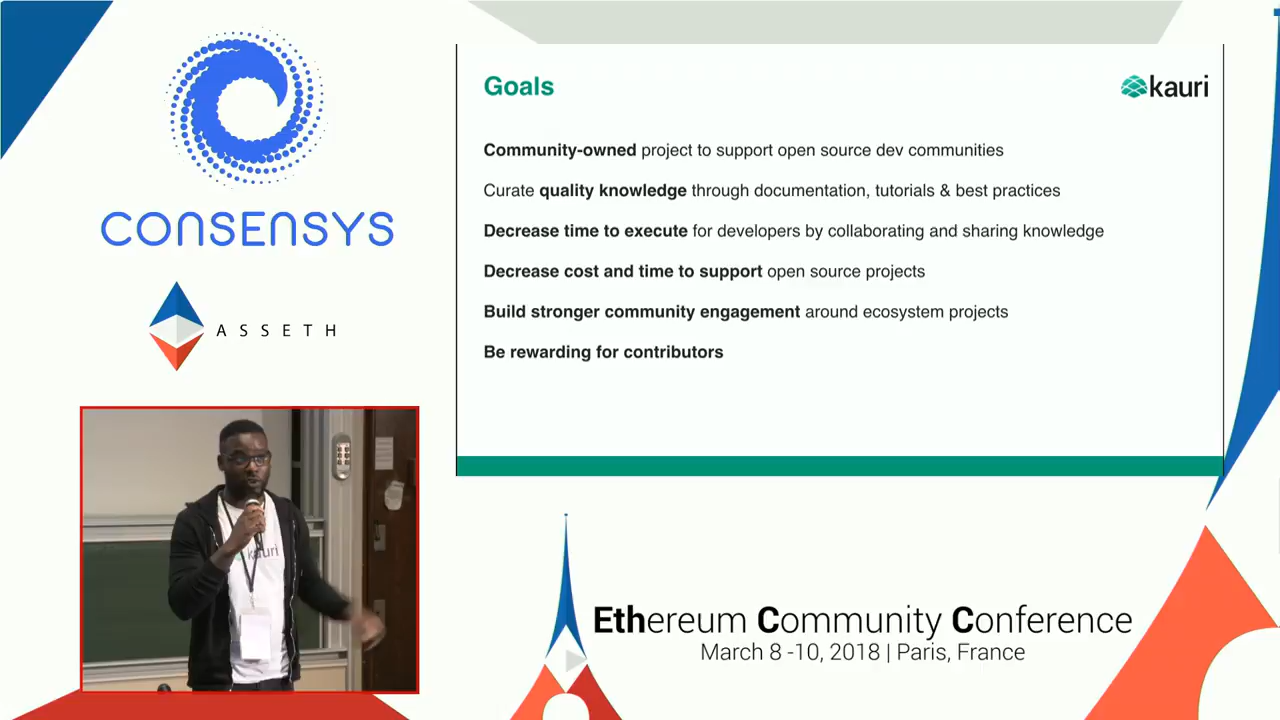 CONSENSYS
ASSETH
Goals
kauri
Community-owned project to support open source dev communities
Curate quality knowledge through documentation, tutorials & best practices
Decrease time to execute for developers by collaborating and sharing knowledge
Decrease cost and time to support open source projects
Build stronger community engagement around ecosystem projects
Be rewarding for contributors
kauri
Ethereum Community Conference
March 8 -10, 2018 | Paris, France